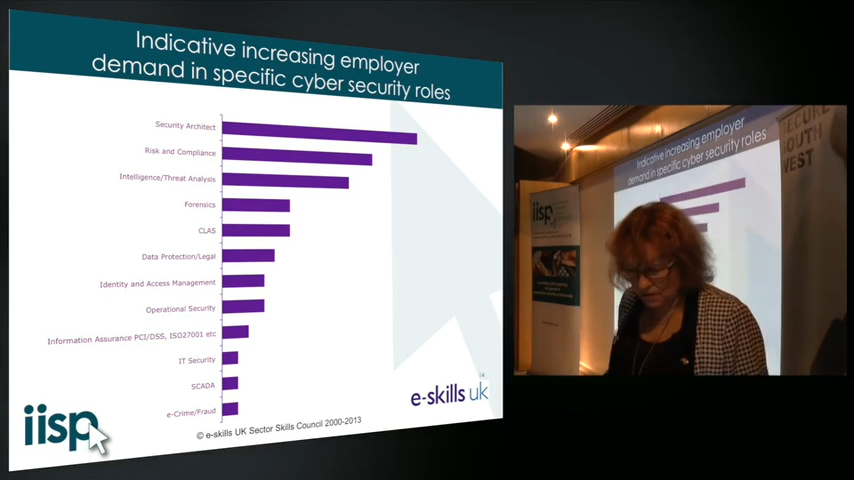 Indicative increasing employer
demand in specific cyber security roles
Security Architect
Risk and Compliance
Intelligence/Threat Analysis
Forensics
CLAS
Data Protection/Legal
Identity and Access Management
Operational Security
Information Assurance PCI/DSS, ISO27001 etc
IT Security
SCADA
e-Crime/Fraud
14
e-skills uk
iisp
© e-skills UK Sector Skills Council 2000-2013
Indicative increasing employer
demand in specific cyber security roles
iisp
SECURE
SOUTH
WEST